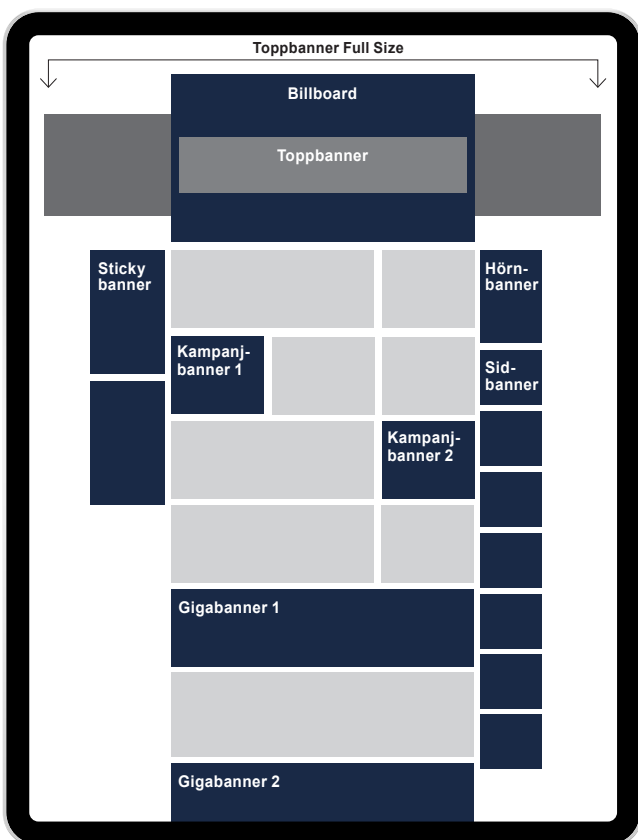 Toppbanner Full Size
Billboard
Toppbanner
Sticky
banner
Hörn-
banner
Kampanj-
banner 1
Sid-
banner
Kampanj-
banner 2
Gigabanner 1
Gigabanner 2